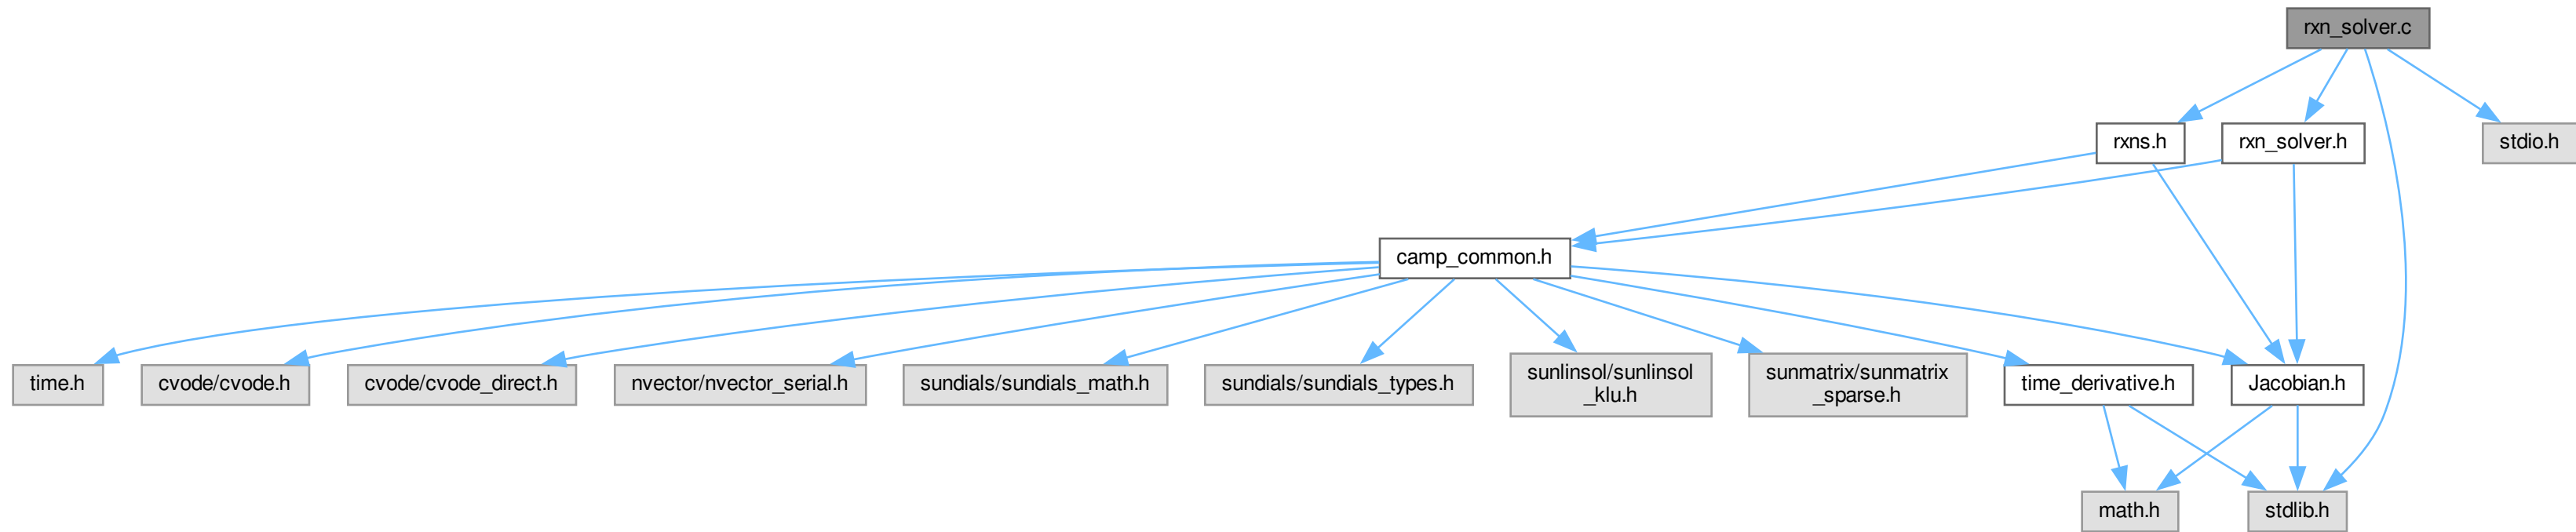 rxn_solver.c
rxns.h
rxn_solver.h
stdio.h
camp_common.h
time.h
cvode/cvode.h
cvode/cvode_direct.h
nvector/nvector_serial.h
sundials/sundials_math.h
sundials/sundials_types.h
sunlinsol/sunlinsol
_klu.h
sunmatrix/sunmatrix
_sparse.h
time_derivative.h
Jacobian.h
math.h
stdlib.h